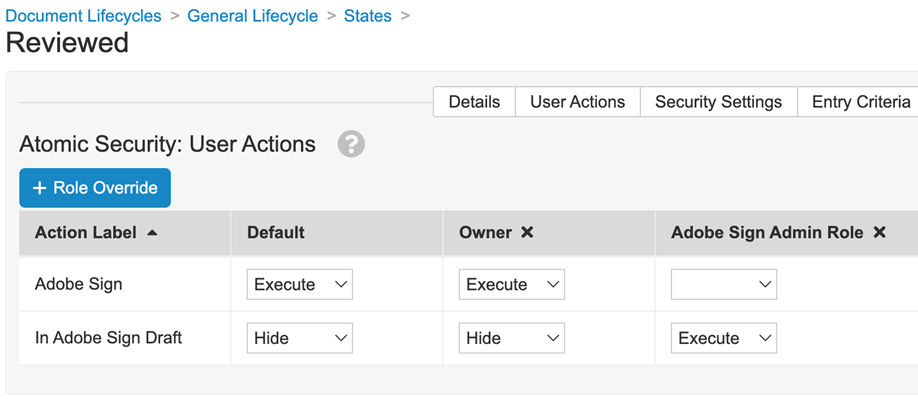 Document Lifecycles > General Lifecycle > States >
Reviewed
Details User Actions Security Settings Entry Criteria
Atomic Security: User Actions ?
+ Role Override
Action Label Default Owner × Adobe Sign Admin Role ×
Adobe Sign Execute Execute
In Adobe Sign Draft Hide Hide Execute